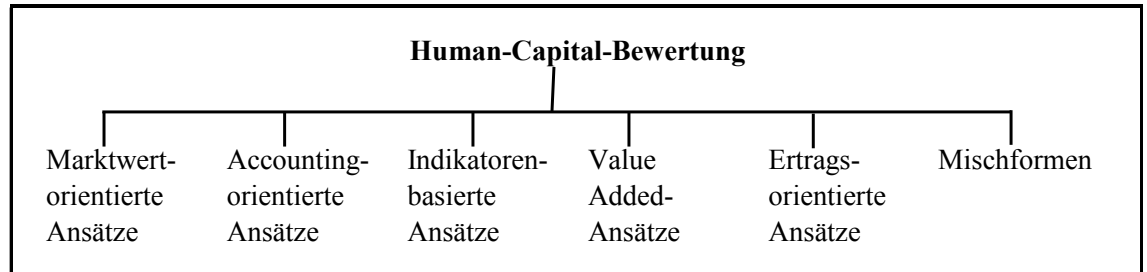 Human-Capital-Bewertung
Marktwert-
orientierte
Ansätze
Accounting-
orientierte
Ansätze
Indikatoren-
basierte
Ansätze
Value
Added-
Ansätze
Ertrags-
orientierte
Ansätze
Mischformen